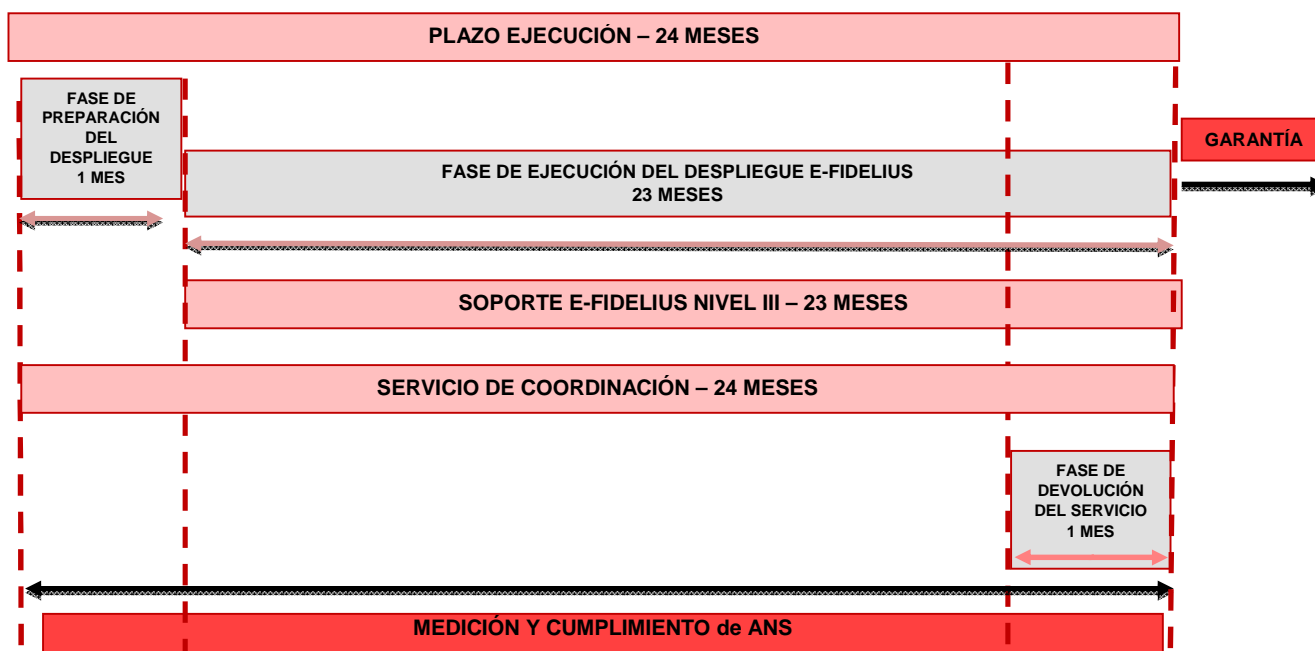 PLAZO EJECUCIÓN – 24 MESES
FASE DE
PREPARACIÓN
DEL
DESPLIEGUE
1 MES
GARANTÍA
FASE DE EJECUCIÓN DEL DESPLIEGUE E-FIDELIUS
23 MESES
SOPORTE E-FIDELIUS NIVEL III – 23 MESES
SERVICIO DE COORDINACIÓN – 24 MESES
FASE DE
DEVOLUCIÓN
DEL SERVICIO
1 MES
MEDICIÓN Y CUMPLIMIENTO de ANS